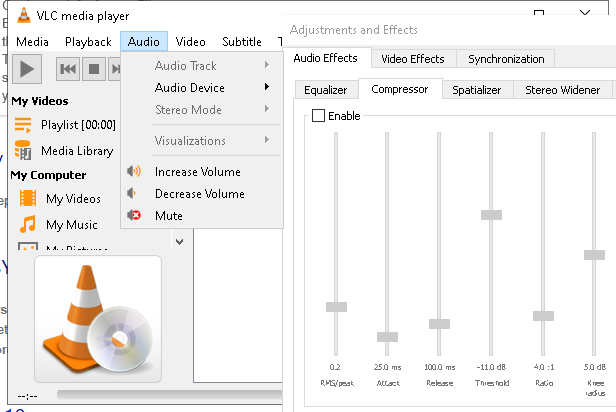 VLC media player
Media Playback Audio Video Subtitle T
Audio Track
Audio Device
Stereo Mode
Visualizations
Increase Volume
Decrease Volume
Mute
My Videos
Playlist [00:00]
Media Library
My Computer
My Videos
My Music
My Pictures
--:--
Adjustments and Effects
Audio Effects Video Effects Synchronization
Equalizer Compressor Spatializer Stereo Widener
Enable
0.2 25.0 ms 100.0 ms -11.0 dB 4.0 :1 5.0 dB
RMS/peak Attack Release Threshold Ratio Knee
radius